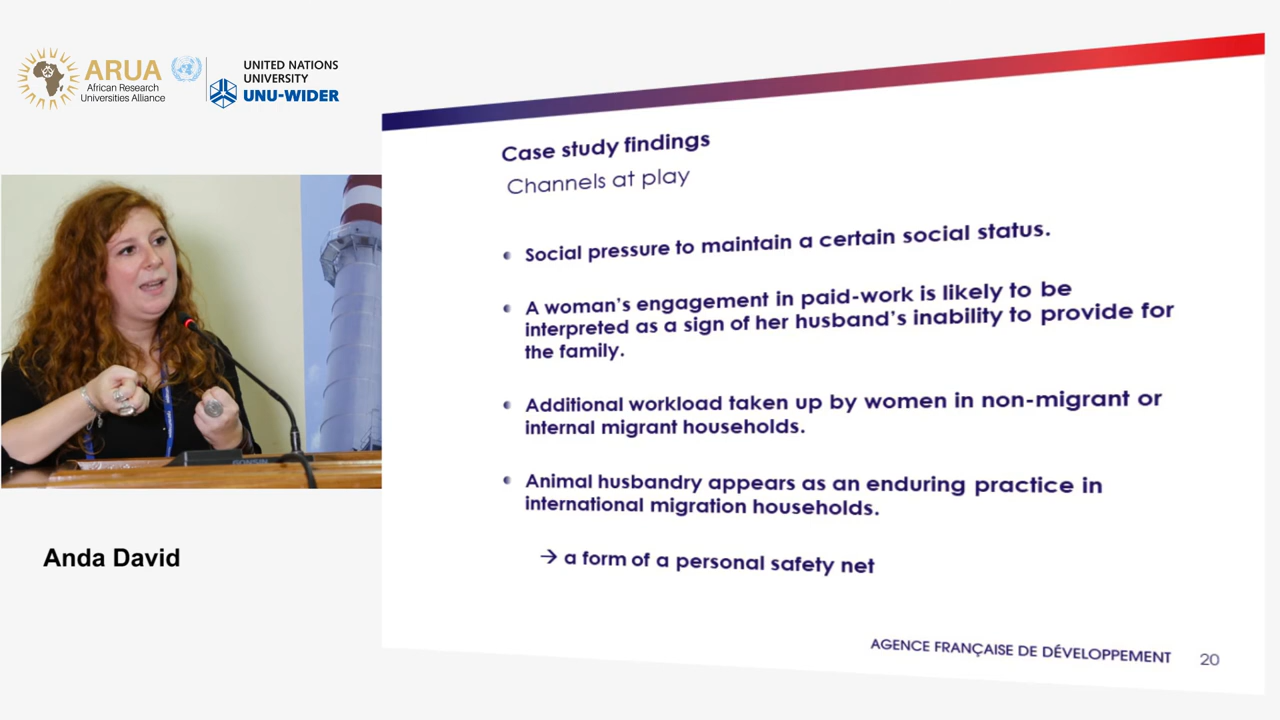 ARUA
African Research
Universities Alliance
UNITED NATIONS
UNIVERSITY
UNU-WIDER
Case study findings
Channels at play
Social pressure to maintain a certain social status.
A woman's engagement in paid-work is likely to be
interpreted as a sign of her husband's inability to provide for
the family.
Additional workload taken up by women in non-migrant or
internal migrant households.
Animal husbandry appears as an enduring practice in
international migration households.
→ a form of a personal safety net
GONSIN
Anda David
AGENCE FRANÇAISE DE DÉVELOPPEMENT 20